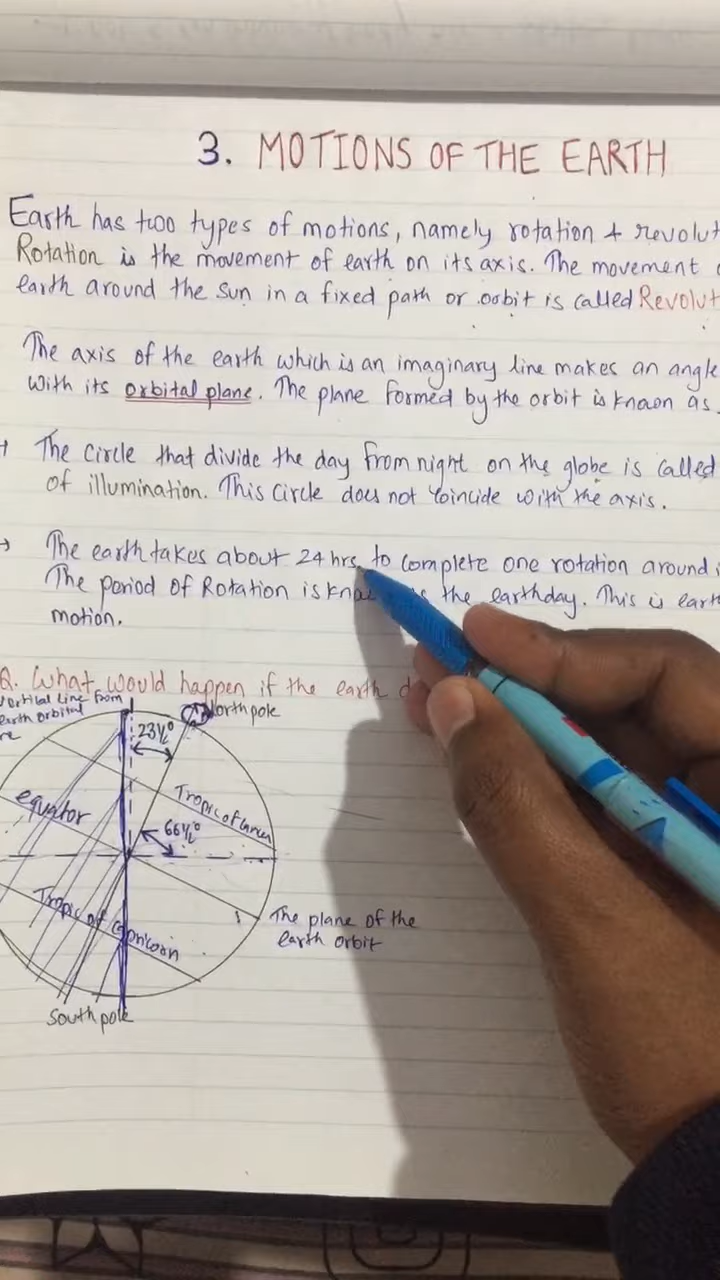 3. MOTIONS OF THE EARTH
Earth has two types of motions, namely rotation + revolut
Rotation is the movement of earth on its axis. The movement
earth around the sun in a fixed path or orbit is called Revolut
The axis of the earth which is an imaginary line makes an angle
with its orbital plane. The plane formed by the orbit is known as
The circle that divide the day from night on the globe is called
of illumination. This circle does not coincide with the axis.
The earth takes about 24 hrs to complete one rotation around
The period of Rotation is the earthday. This is eart
motion.
Q. What would happen if the earth d
vertical line from
earth orbital
23½°
North pole
equator
Tropic of Cancer
66½°
Tropic of Capricorn
The plane of the
earth orbit
South pole